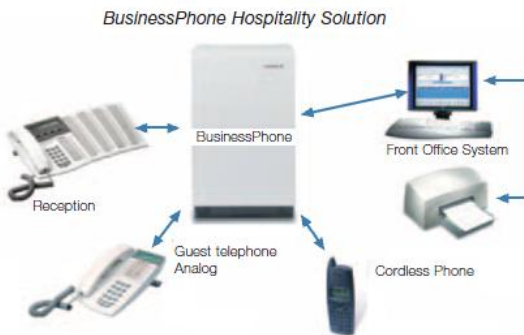 BusinessPhone Hospitality Solution
BusinessPhone
Front Office System
Reception
Guest telephone
Analog
Cordless Phone